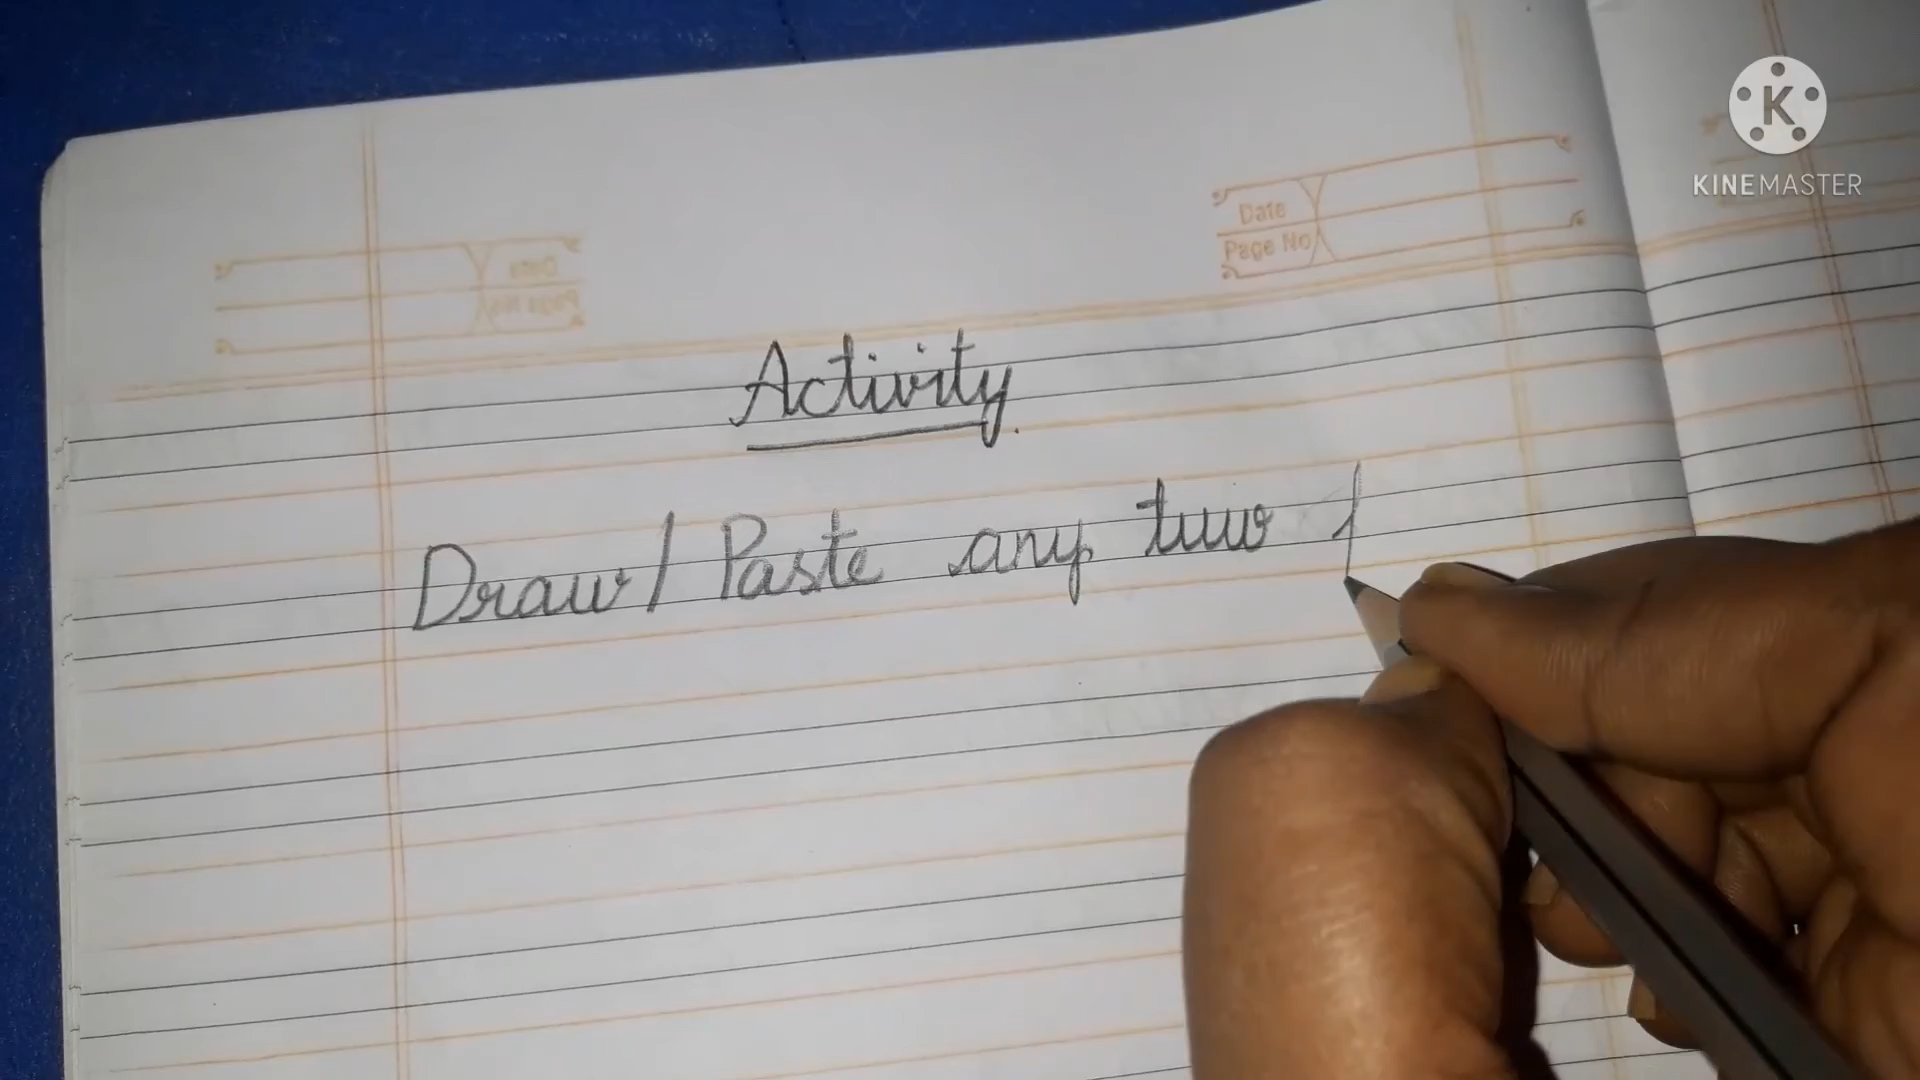 KINEMASTER
Date
Page No
Activity.
Draw / Paste any two